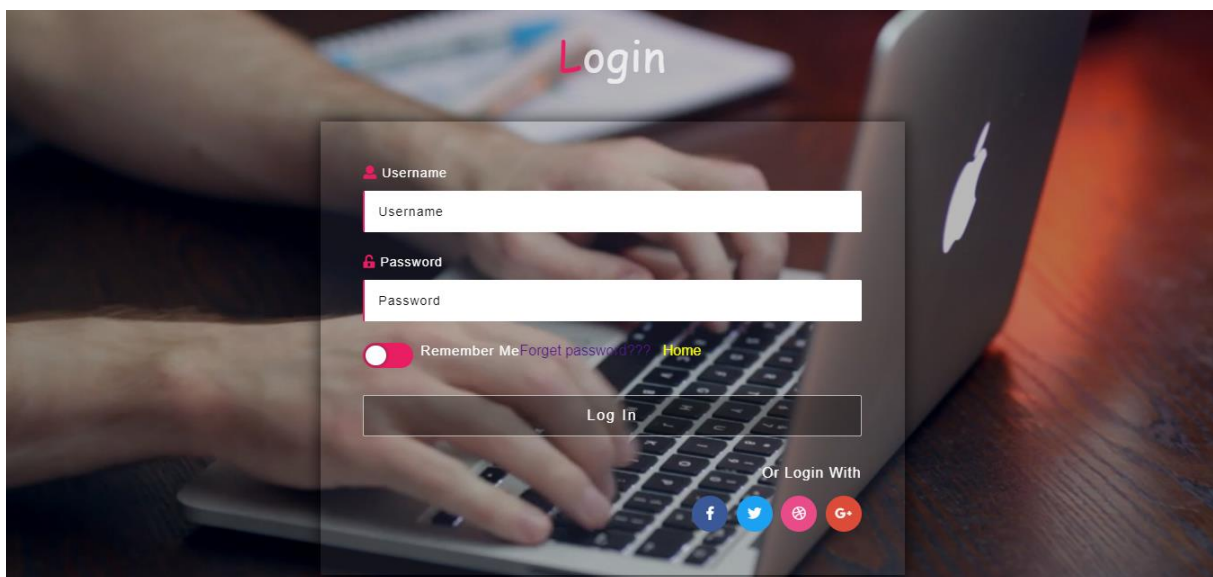 Login
Username
Username
Password
Password
Remember MeForget password??? Home
Log In
Or Login With
f G+